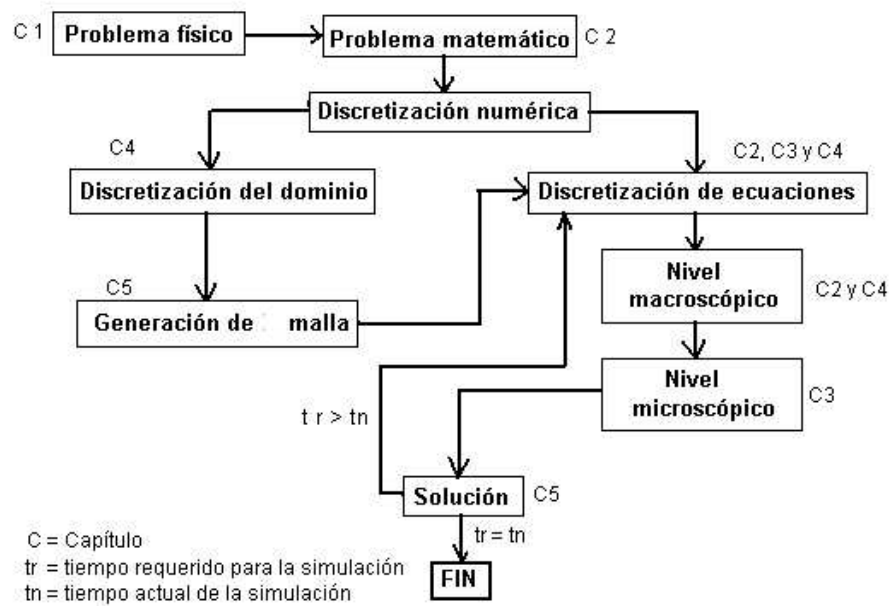 C 1
Problema físico
Problema matemático
C 2
Discretización numérica
C4
C2, C3 y C4
Discretización del dominio
Discretización de ecuaciones
C5
Generación de malla
Nivel
macroscópico
C2 y C4
Nivel
microscópico
C3
t r > tn
Solución
C5
tr = tn
FIN
C = Capítulo
tr = tiempo requerido para la simulación
tn = tiempo actual de la simulación